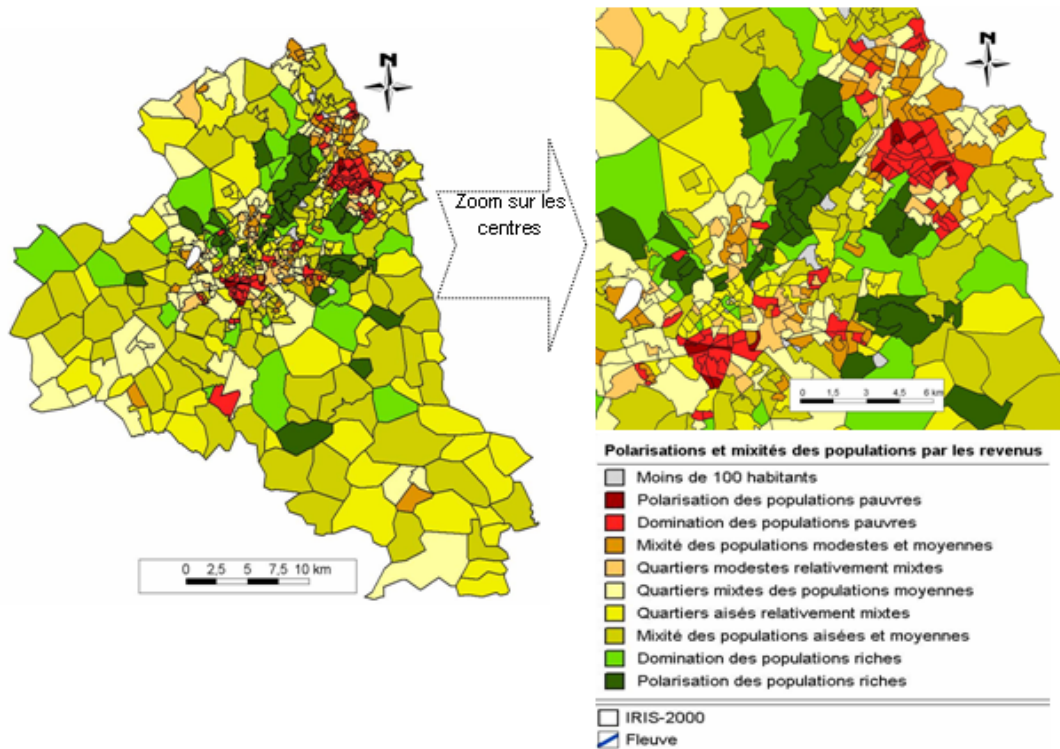 N
N
Zoom sur les
centres
0 1,5 3 4,5 6 km
0 2,5 5 7,5 10 km
Polarisations et mixités des populations par les revenus
Moins de 100 habitants
Polarisation des populations pauvres
Domination des populations pauvres
Mixité des populations modestes et moyennes
Quartiers modestes relativement mixtes
Quartiers mixtes des populations moyennes
Quartiers aisés relativement mixtes
Mixité des populations aisées et moyennes
Domination des populations riches
Polarisation des populations riches
IRIS-2000
Fleuve